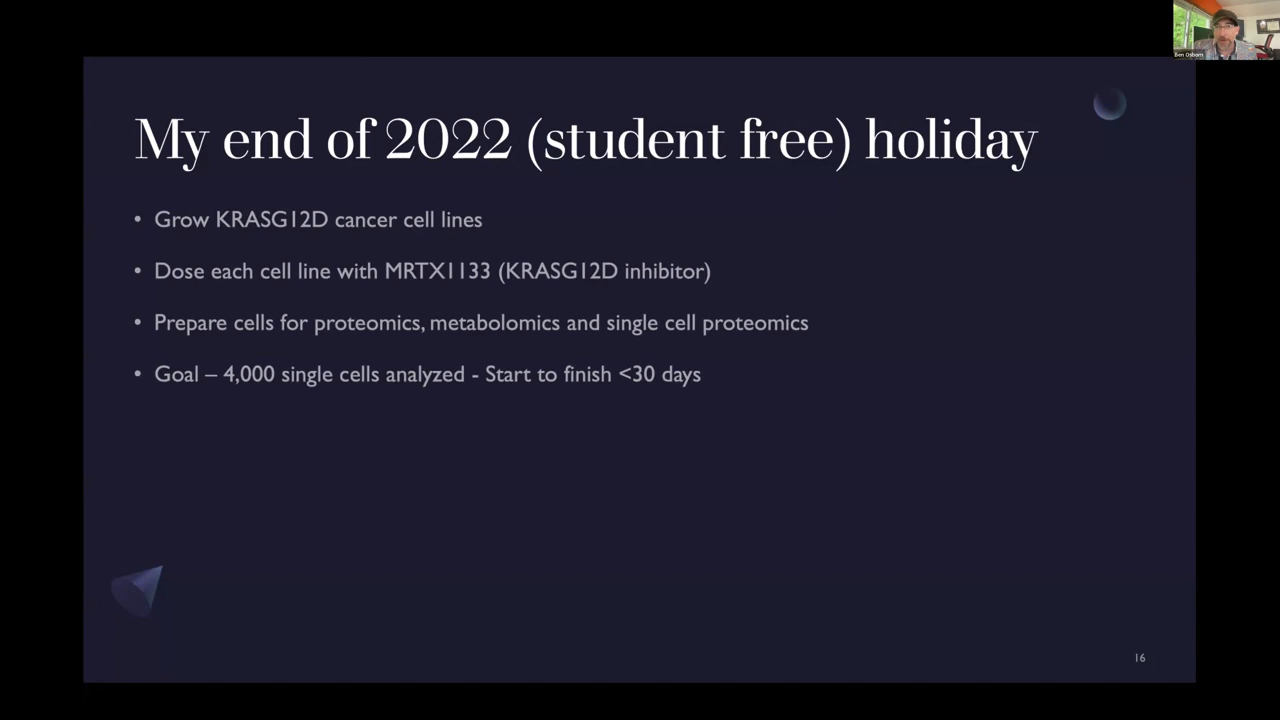 My end of 2022 (student free) holiday
• Grow KRASG12D cancer cell lines
• Dose each cell line with MRTX1133 (KRASG12D inhibitor)
• Prepare cells for proteomics, metabolomics and single cell proteomics
• Goal – 4,000 single cells analyzed - Start to finish <30 days
16